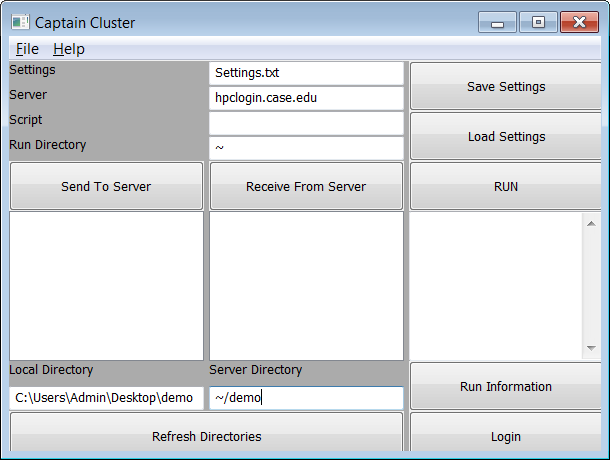 Captain Cluster
File Help
Settings Settings.txt Save Settings
Server hpclogin.case.edu
Script Load Settings
Run Directory ~
Send To Server Receive From Server RUN
Local Directory Server Directory
Run Information
C:\Users\Admin\Desktop\demo ~/demo
Refresh Directories Login